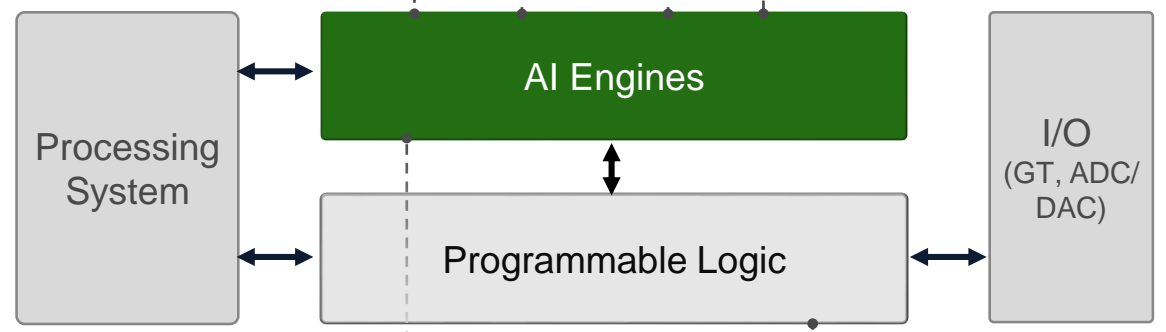 Processing
System
AI Engines
Programmable Logic
I/O
(GT, ADC/
DAC)